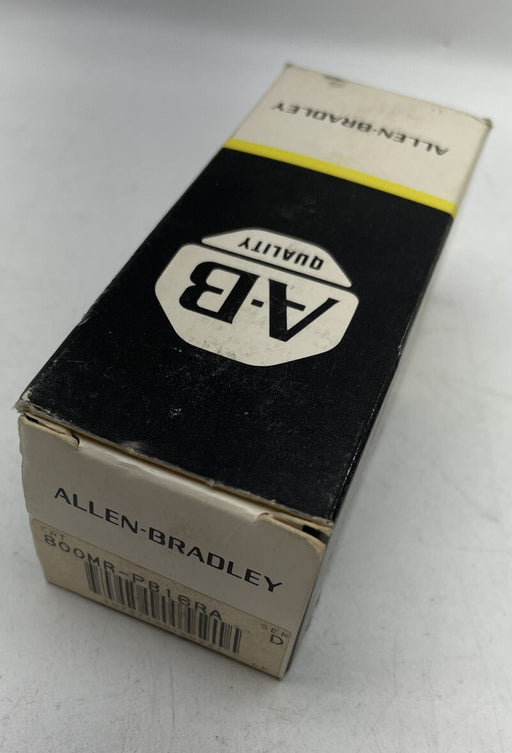 ALLEN-BRADLEY
QUALITY
A-B
ALLEN-BRADLEY
CAT
800MR-PB16RA
SER
D